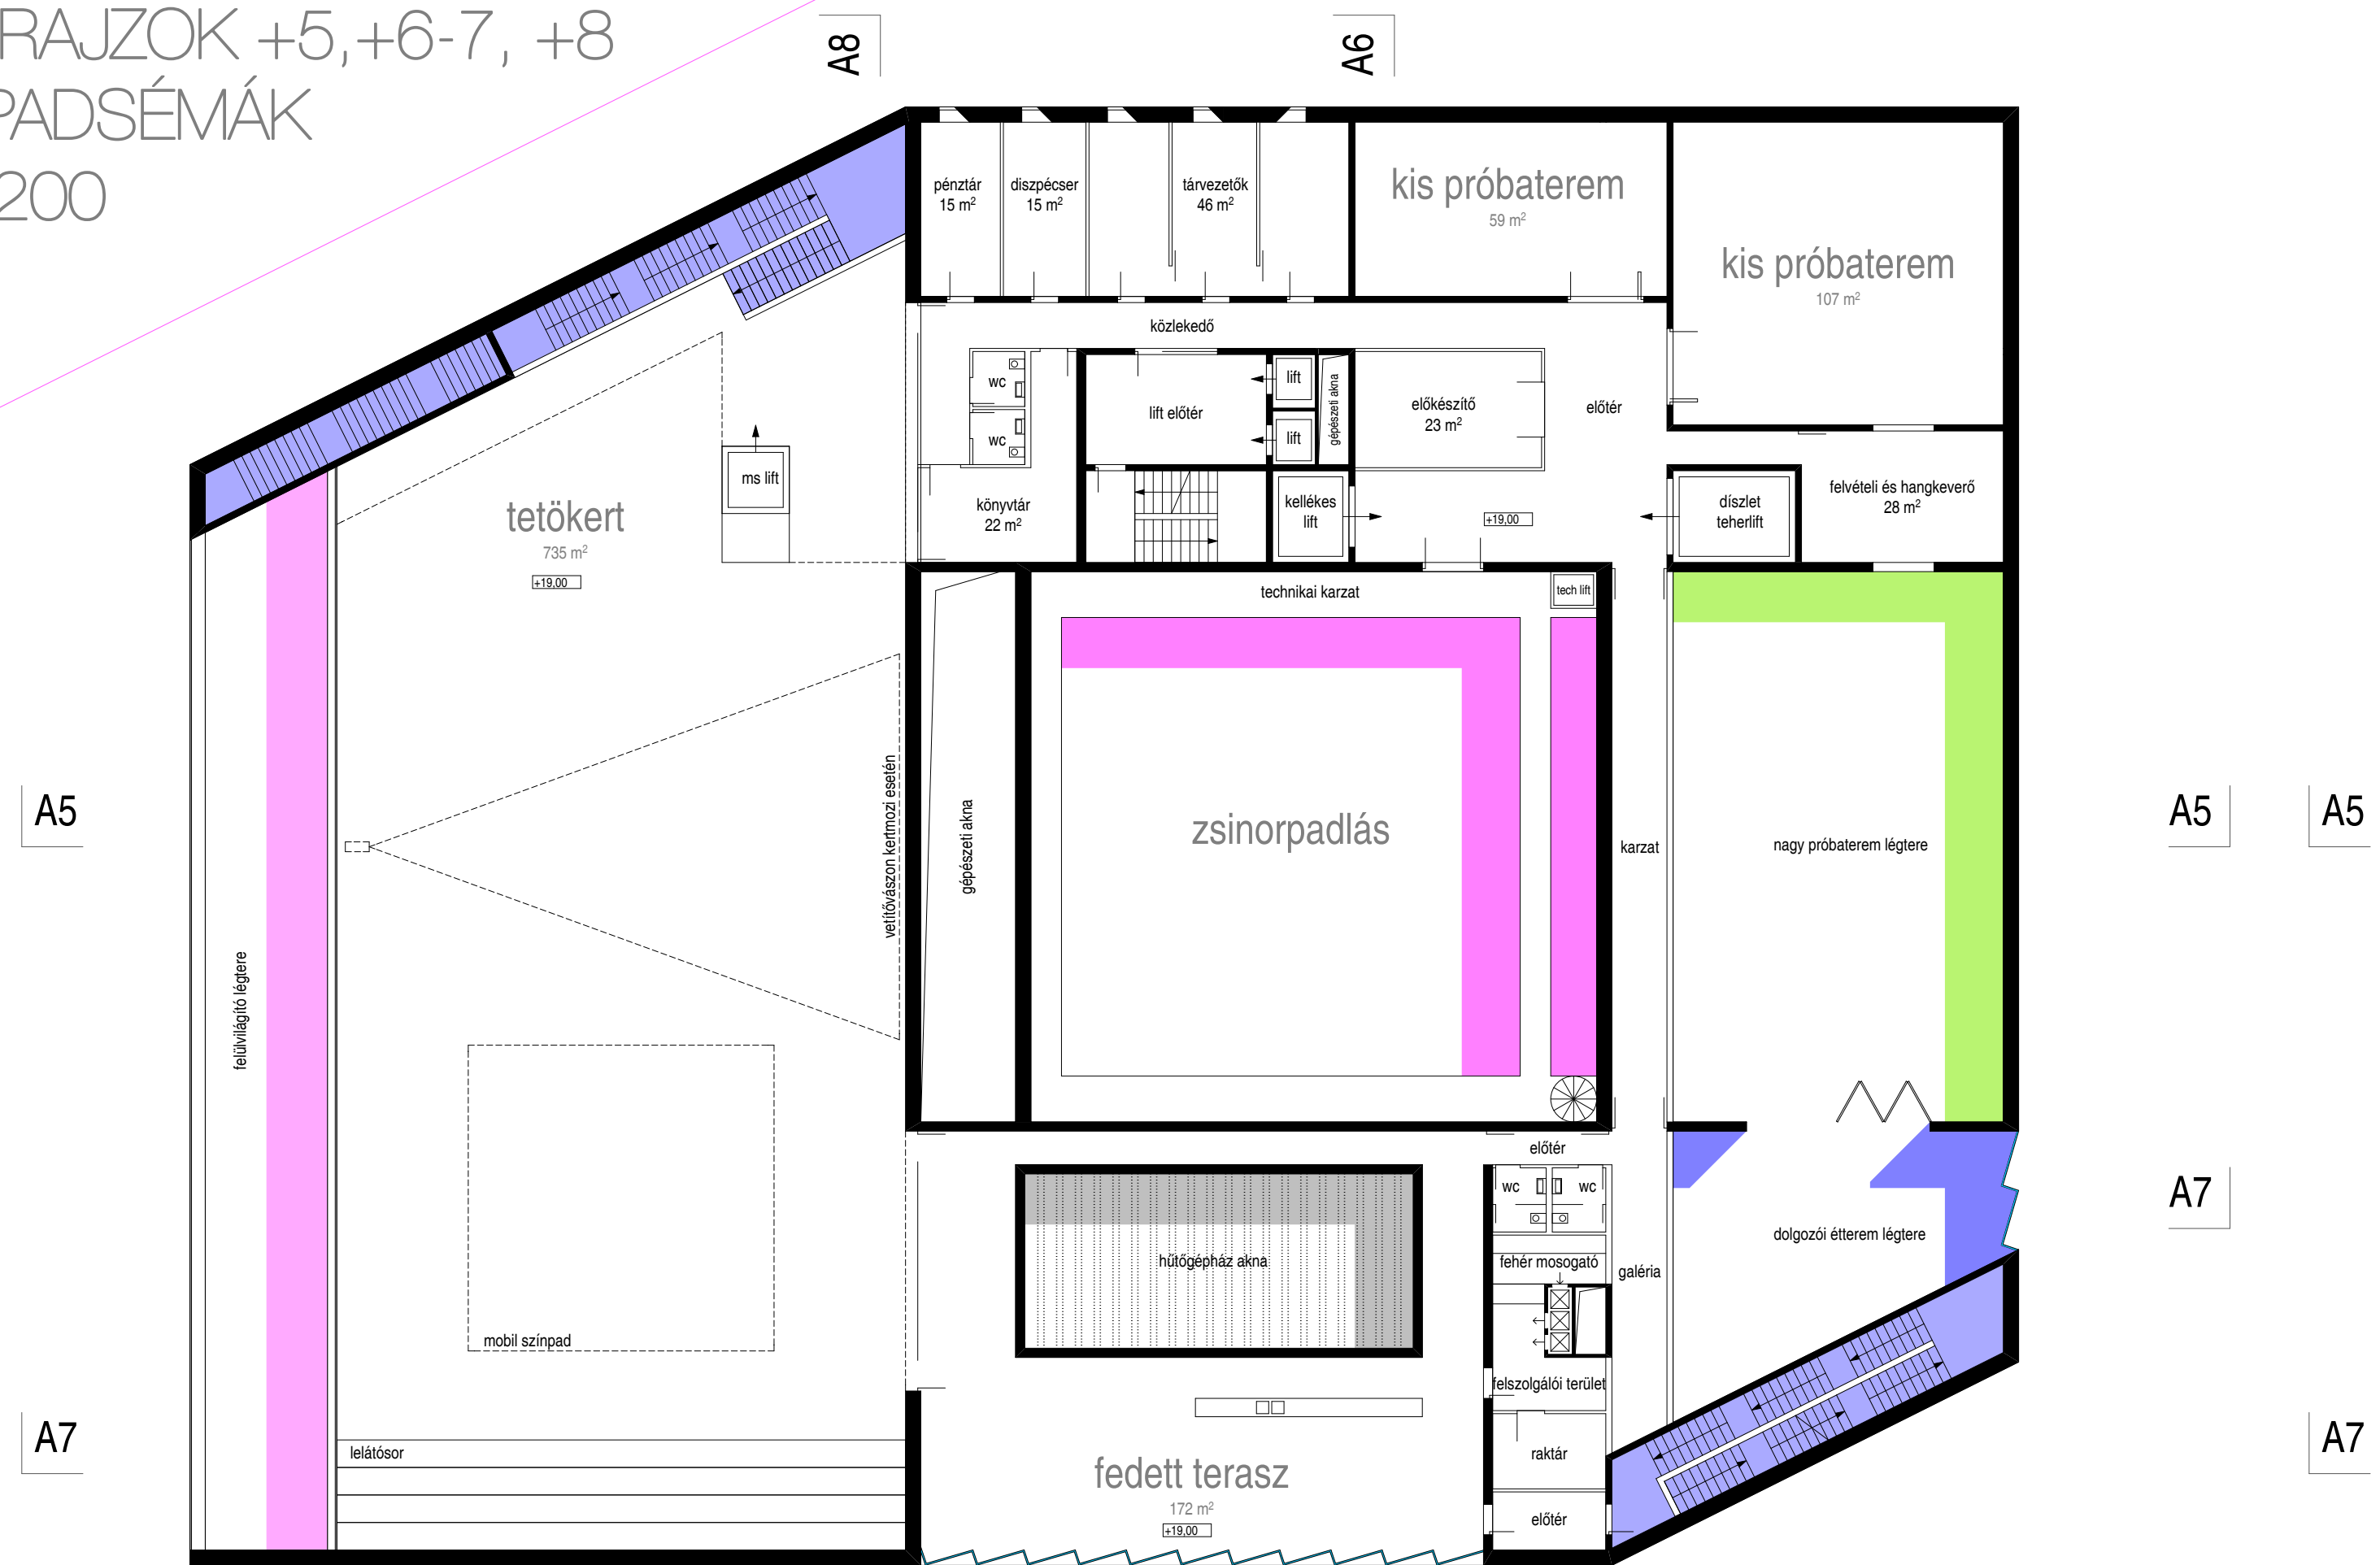 RAJZOK +5,+6-7, +8
PADSÉMÁK
200
A8
A6
pénztár
15 m²
diszpécser
15 m²
tárvezetők
46 m²
kis próbaterem
59 m²
kis próbaterem
107 m²
közlekedő
wc
wc
lift előtér
lift
lift
gépészeti akna
előkészítő
23 m²
előtér
ms lift
tetökert
735 m²
+19,00
könyvtár
22 m²
kellékes
lift
+19,00
díszlet
teherlift
felvételi és hangkeverő
28 m²
technikai karzat
tech lift
A5
vetítővászon kertmozi esetén
gépészeti akna
zsinorpadlás
karzat
nagy próbaterem légtere
A5
A5
felülvilágító légtere
előtér
wc
wc
A7
hűtőgépház akna
fehér mosogató
galéria
dolgozói étterem légtere
mobil színpad
felszolgálói terület
A7
lelátósor
fedett terasz
172 m²
+19,00
raktár
előtér
A7